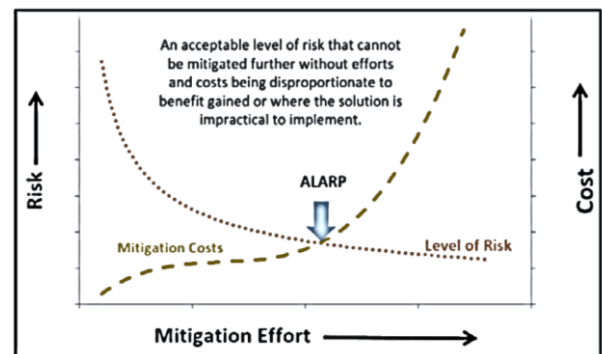 An acceptable level of risk that cannot
be mitigated further without efforts
and costs being disproportionate to
benefit gained or where the solution is
impractical to implement.
ALARP
Risk
Cost
Mitigation Costs
Level of Risk
Mitigation Effort